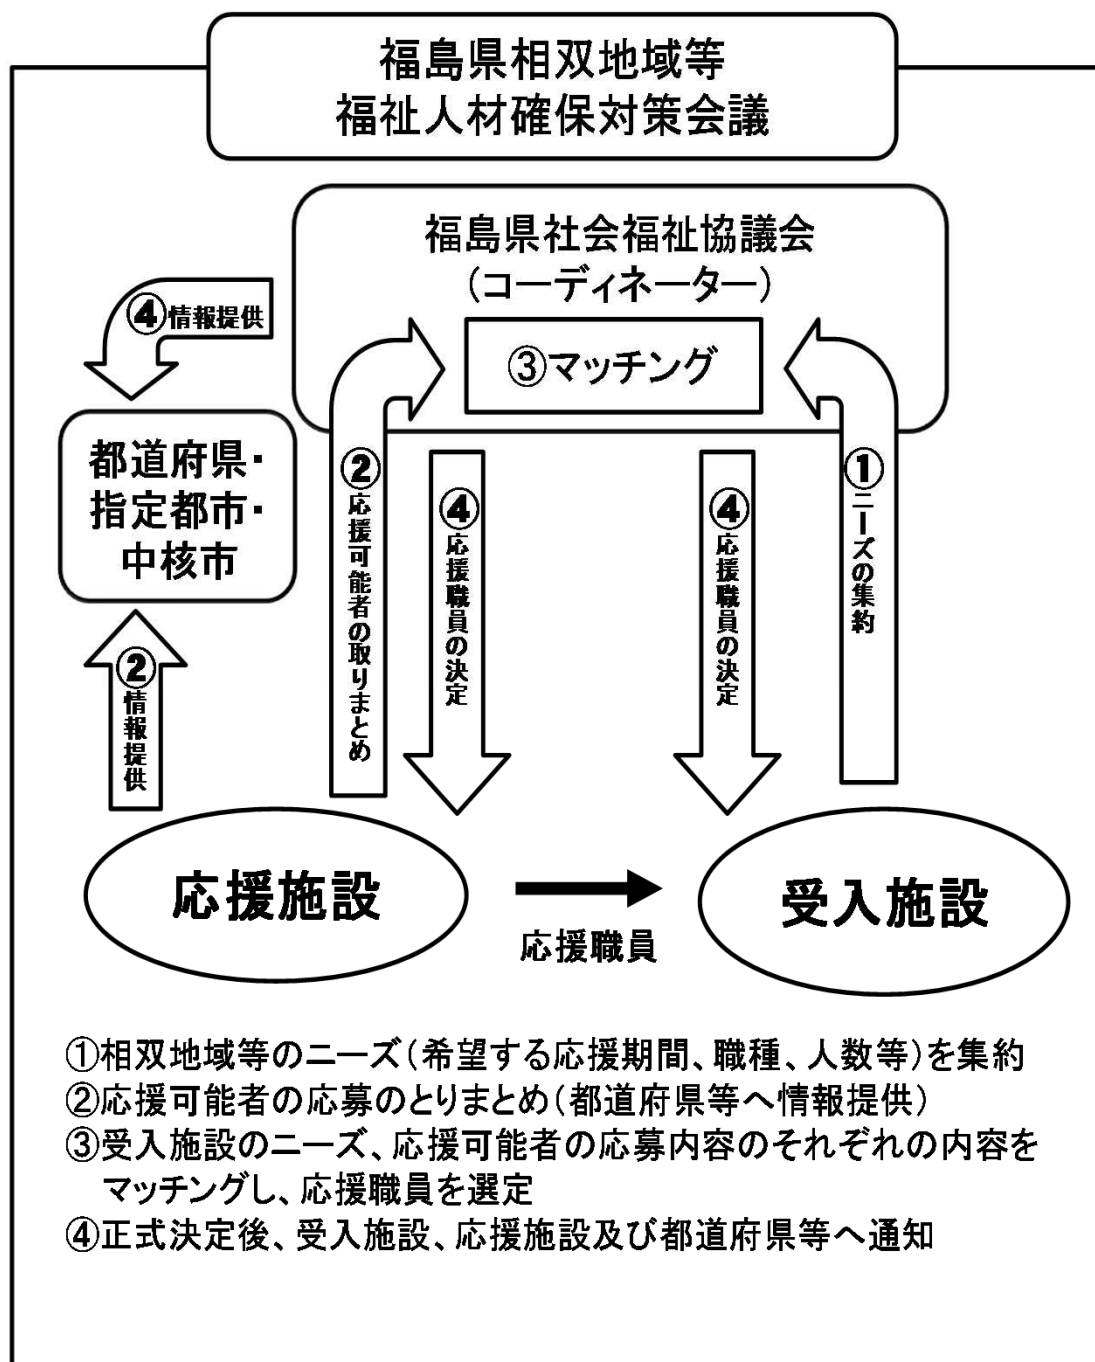 福島県相双地域等
福祉人材確保対策会議
福島県社会福祉協議会
(コーディネーター)
③マッチング
④情報提供
都道府県・
指定都市・
中核市
②情報提供
②応援可能者の取りまとめ
④応援職員の決定
④応援職員の決定
①ニーズの集約
応援施設
応援職員
受入施設
①相双地域等のニーズ(希望する応援期間、職種、人数等)を集約
②応援可能者の応募のとりまとめ(都道府県等へ情報提供)
③受入施設のニーズ、応援可能者の応募内容のそれぞれの内容を
マッチングし、応援職員を選定
④正式決定後、受入施設、応援施設及び都道府県等へ通知